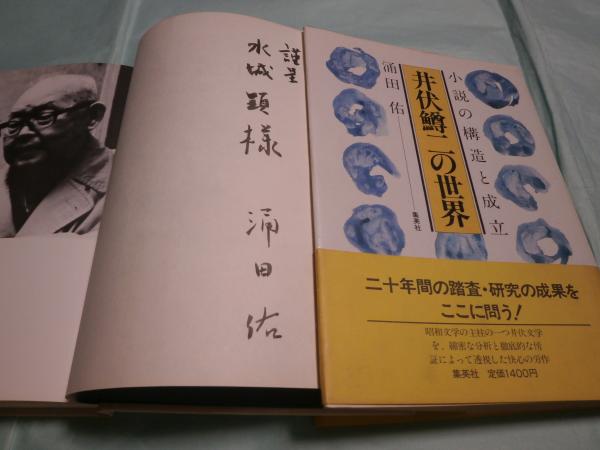 謹呈
水城顕様
涌田佑
小説の構造と成立
井伏鱒二の世界
涌田佑
集英社
二十年間の踏査・研究の成果を
ここに問う!
昭和文学の主柱の一つ井伏文学
を、綿密な分析と徹底的な傍
証によって透視した快心の労作
集英社 定価1400円